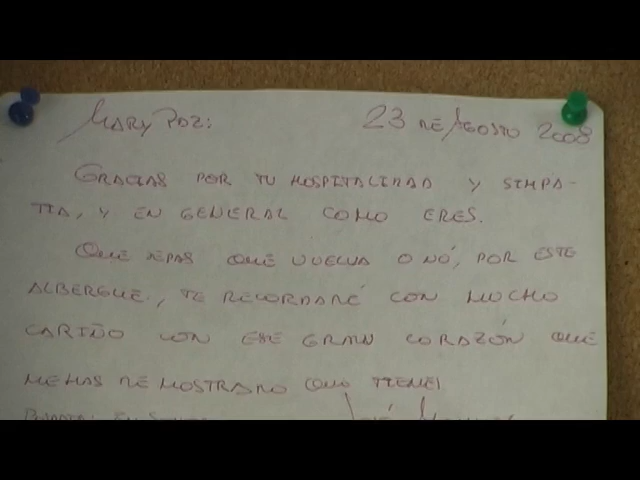 Mary Paz:
23 de Agosto 2008
GRACIAS POR TU HOSPITALIDAD Y SIMPA-
TIA, Y EN GENERAL COMO ERES.
QUE SEPAS QUE VUELVA O NÓ, POR ESTE
ALBERGUE, TE RECORDARÉ CON MUCHO
CARIÑO CON ESE GRAN CORAZÓN QUE
ME HAS DEMOSTRADO QUE TIENES.